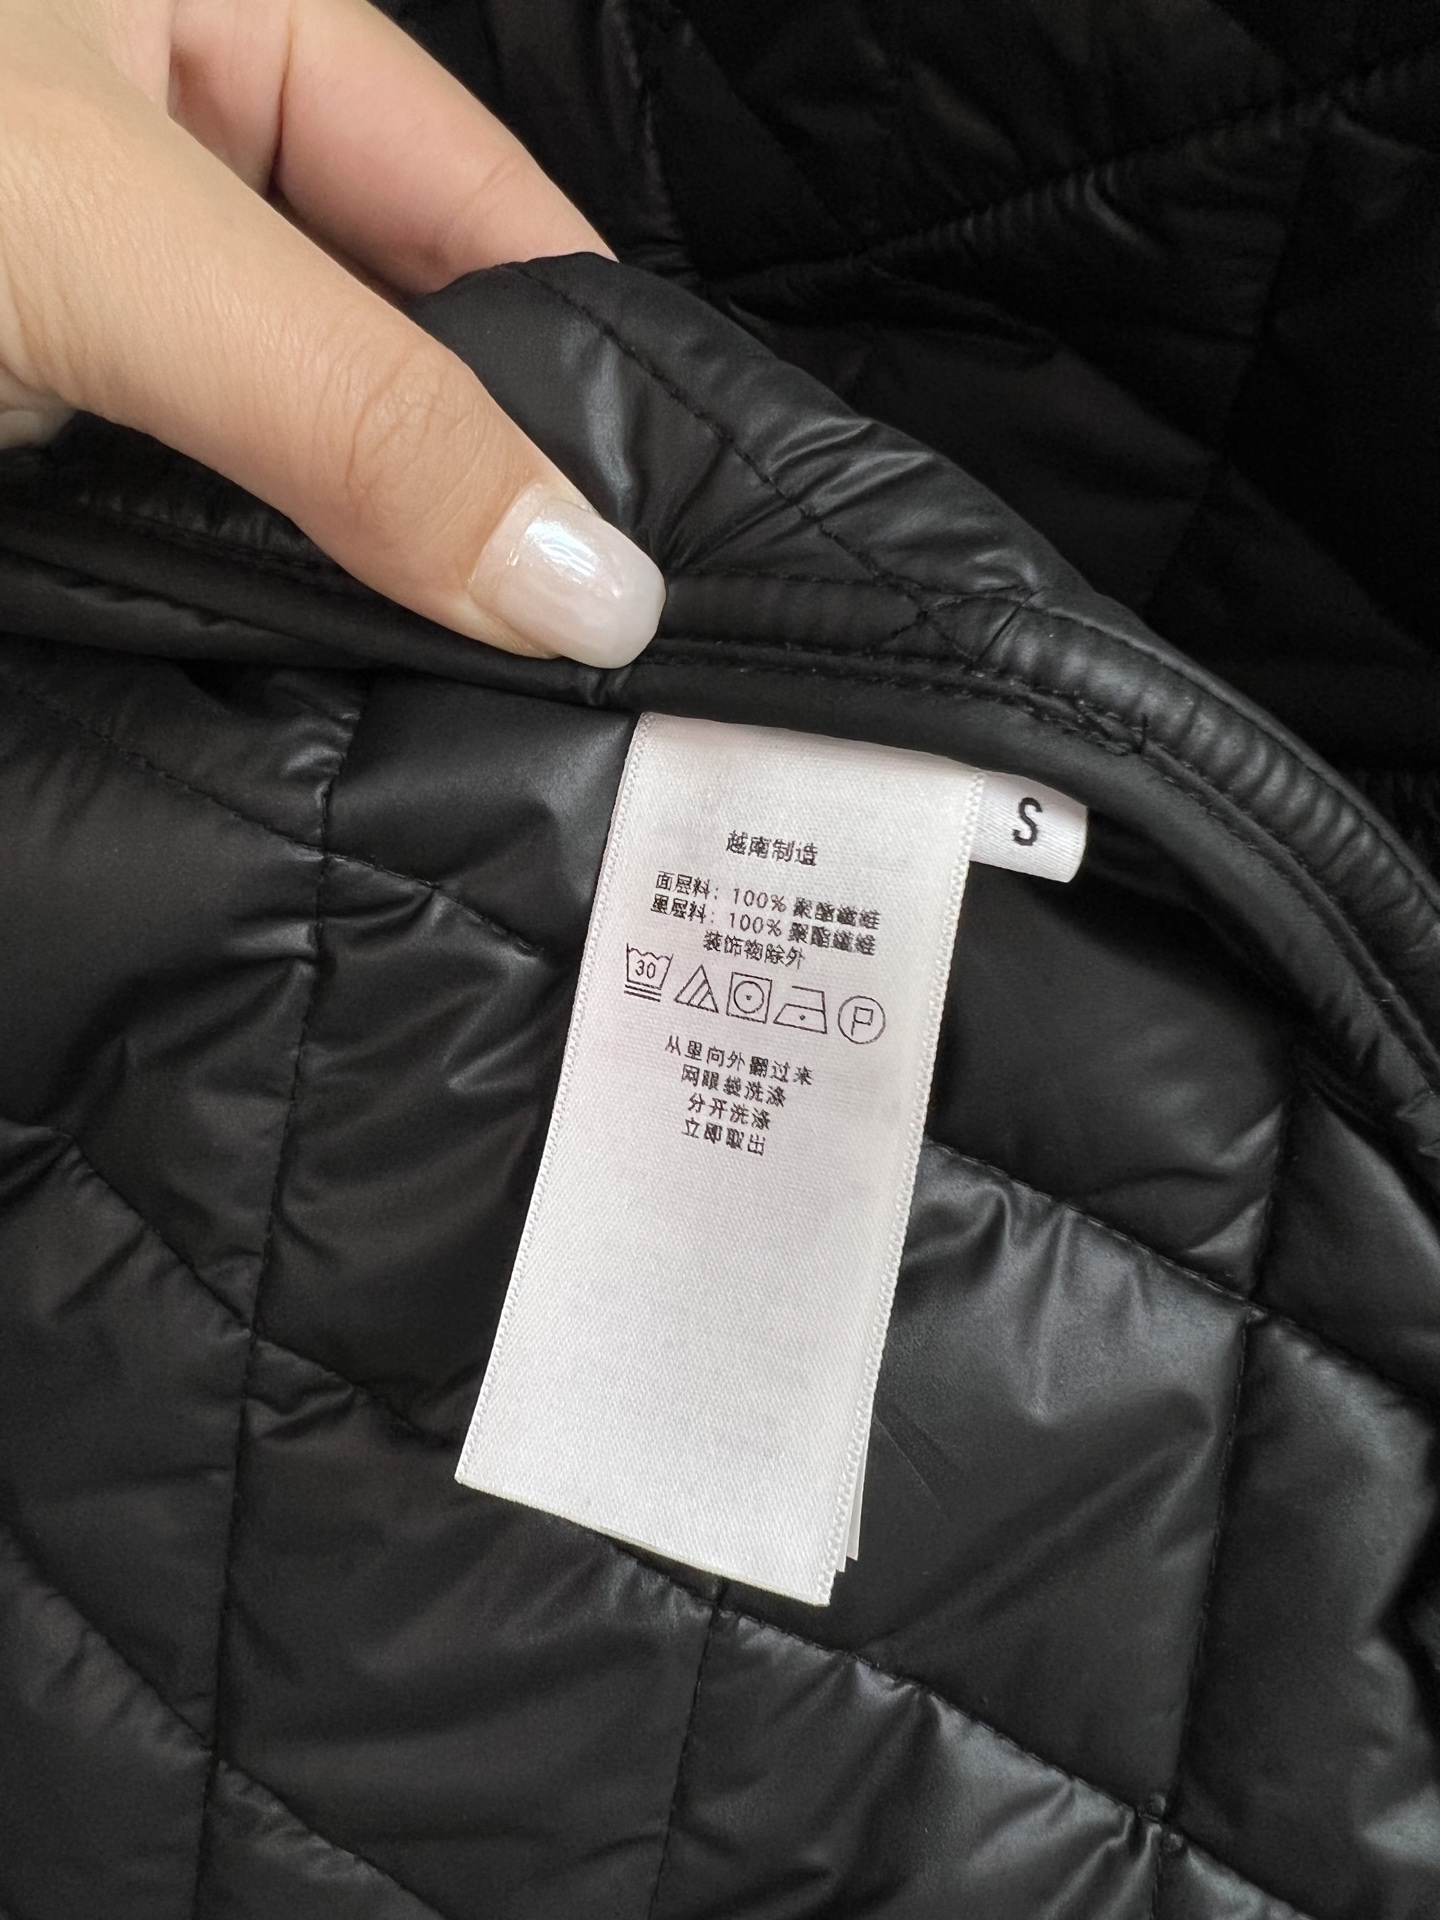 S
越南制造
面层料：100% 聚酯纤维
里层料：100% 聚酯纤维
装饰物除外
30
P
从里向外翻过来
网眼袋洗涤
分开洗涤
立即取出